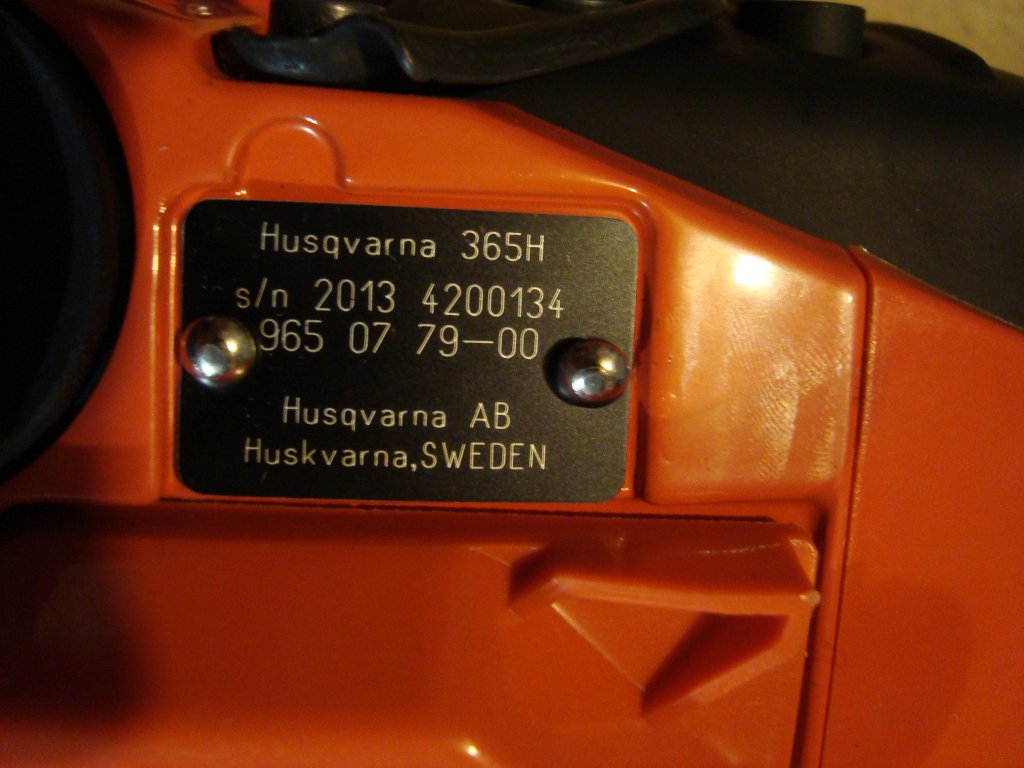 Husqvarna 365H
s/n 2013 4200134
965 07 79-00
Husqvarna AB
Huskvarna,SWEDEN